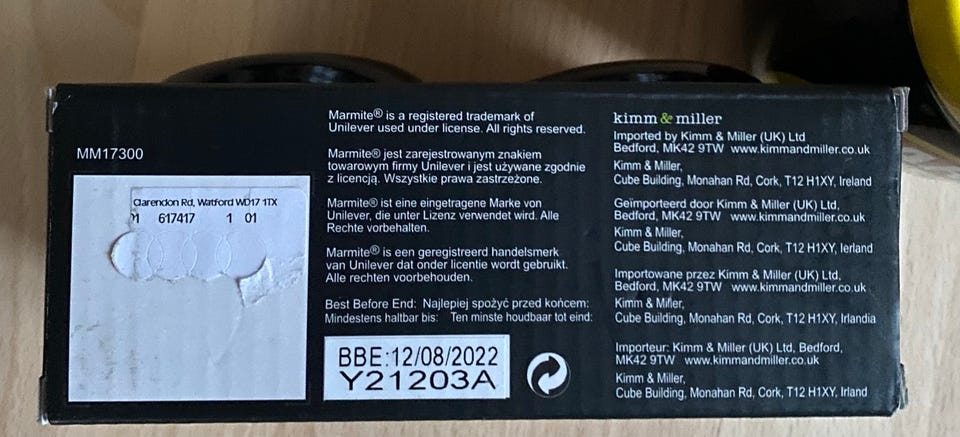 MM17300
Clarendon Rd, Watford WD17 1TX
617417 1 01
Marmite® is a registered trademark of
Unilever used under license. All rights reserved.
Marmite® jest zarejestrowanym znakiem
towarowym firmy Unilever i jest używane zgodnie
z licencją. Wszystkie prawa zastrzeżone.
Marmite® ist eine eingetragene Marke von
Unilever, die unter Lizenz verwendet wird. Alle
Rechte vorbehalten.
Marmite® is een geregistreerd handelsmerk
van Unilever dat onder licentie wordt gebruikt.
Alle rechten voorbehouden.
Best Before End: Najlepiej spożyć przed końcem:
Mindestens haltbar bis: Ten minste houdbaar tot eind:
BBE:12/08/2022
Y21203A
kimm & miller
Imported by Kimm & Miller (UK) Ltd
Bedford, MK42 9TW www.kimmandmiller.co.uk
Kimm & Miller,
Cube Building, Monahan Rd, Cork, T12 H1XY, Ireland
Geïmporteerd door Kimm & Miller (UK) Ltd,
Bedford, MK42 9TW www.kimmandmiller.co.uk
Kimm & Miller,
Cube Building, Monahan Rd, Cork, T12 H1XY, Ierland
Importowane przez Kimm & Miller (UK) Ltd,
Bedford, MK42 9TW www.kimmandmiller.co.uk
Kimm & Miller,
Cube Building, Monahan Rd, Cork, T12 H1XY, Irlandia
Importeur: Kimm & Miller (UK) Ltd, Bedford,
MK42 9TW www.kimmandmiller.co.uk
Kimm & Miller,
Cube Building, Monahan Rd, Cork, T12 H1XY, Irland